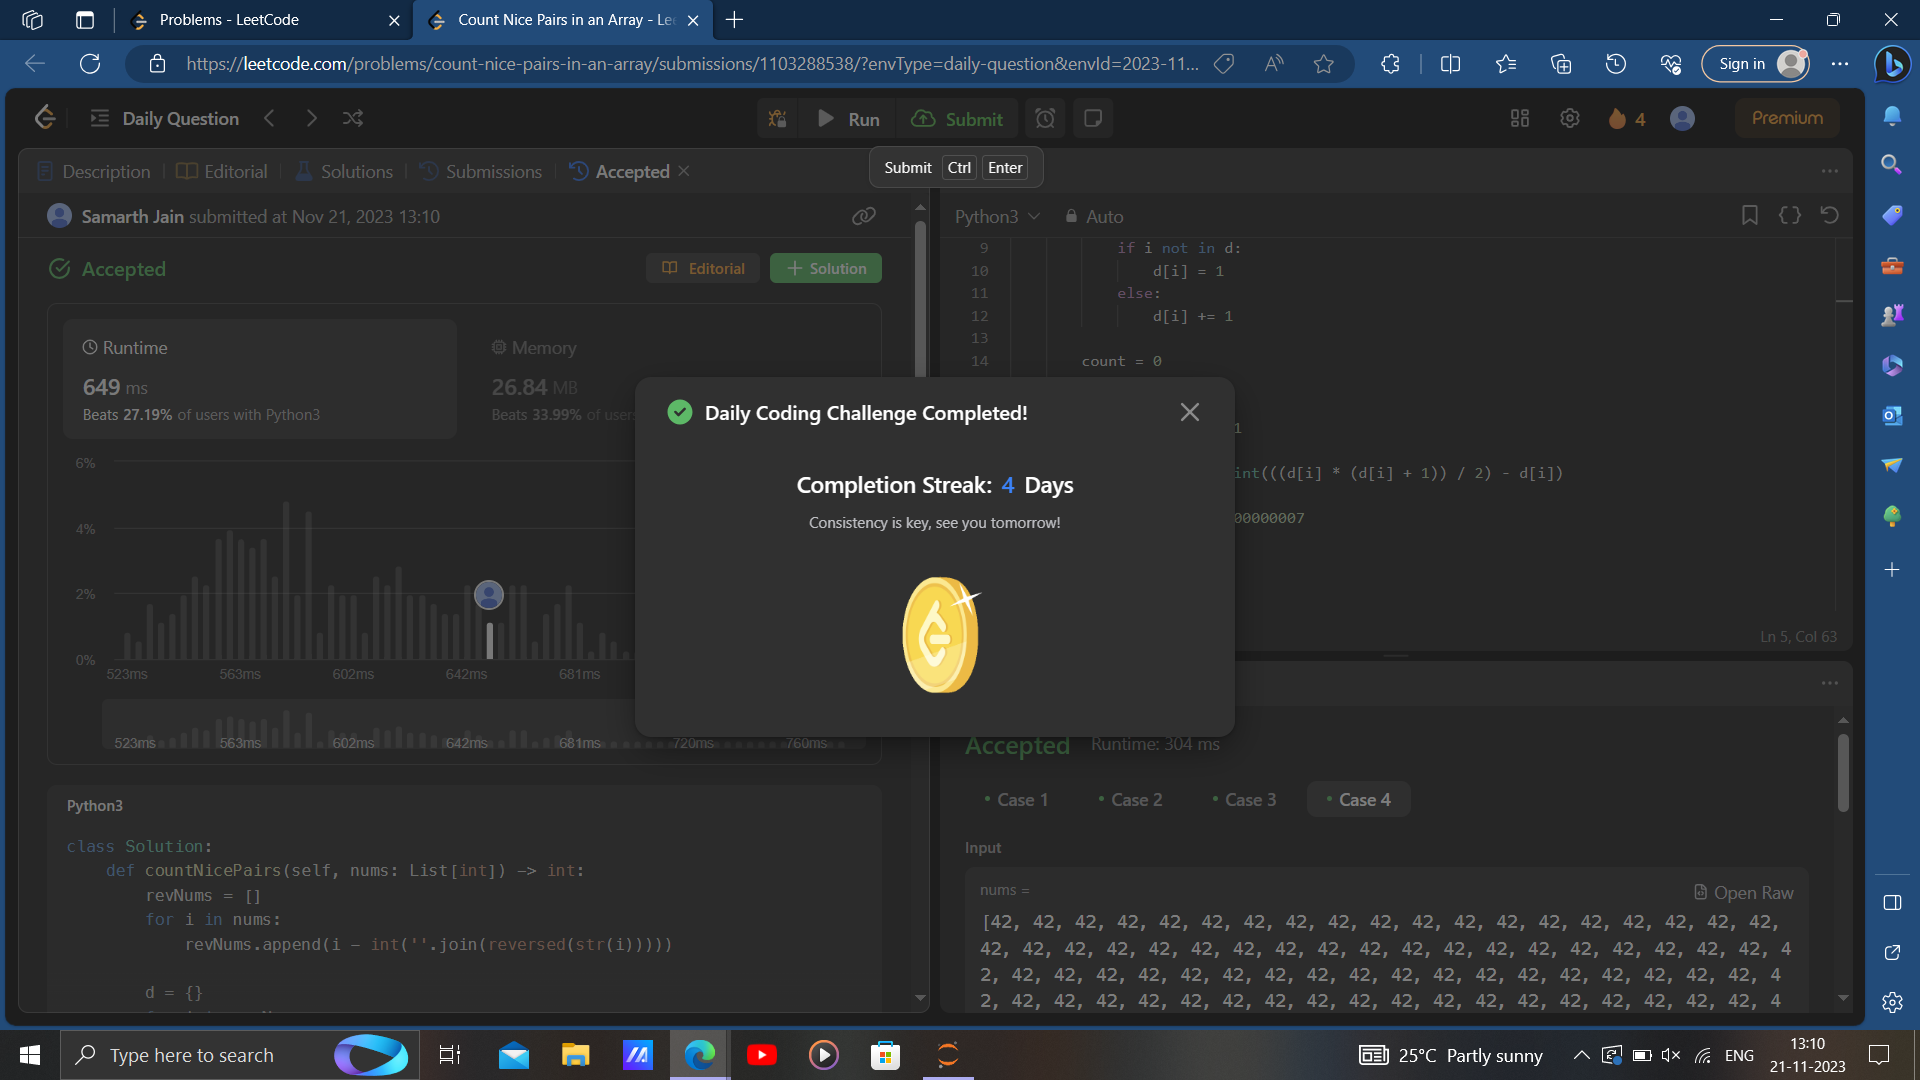 Problems - LeetCode
Count Nice Pairs in an Array - Le
https://leetcode.com/problems/count-nice-pairs-in-an-array/submissions/1103288538/?envType=daily-question&envId=2023-11...
Sign in
Daily Question
Run
Submit
4
Premium
Description
Editorial
Solutions
Submissions
Accepted
Submit Ctrl Enter
Samarth Jain submitted at Nov 21, 2023 13:10
Accepted
Editorial
+ Solution
Runtime
649 ms
Beats 27.19% of users with Python3
Memory
26.84 MB
Beats 33.99% of users
6%
4%
2%
0%
523ms 563ms 602ms 642ms 681ms
523ms 563ms 602ms 642ms 681ms 720ms 760ms
Python3
class Solution:
def countNicePairs(self, nums: List[int]) -> int:
revNums = []
for i in nums:
revNums.append(i - int(''.join(reversed(str(i)))))
d = {}
Daily Coding Challenge Completed!
Completion Streak: 4 Days
Consistency is key, see you tomorrow!
Python3
Auto
9 if i not in d:
10 d[i] = 1
11 else:
12 d[i] += 1
13
14 count = 0
1
int(((d[i] * (d[i] + 1)) / 2) - d[i])
00000007
Ln 5, Col 63
Accepted Runtime: 304 ms
Case 1
Case 2
Case 3
Case 4
Input
nums =
Open Raw
[42, 42, 42, 42, 42, 42, 42, 42, 42, 42, 42, 42, 42, 42, 42, 42, 42, 42, 42,
42, 42, 42, 42, 42, 42, 42, 42, 42, 42, 42, 42, 42, 42, 42, 42, 42, 42, 42, 4
2, 42, 42, 42, 42, 42, 42, 42, 42, 42, 42, 42, 42, 42, 42, 42, 42, 42, 42, 4
2, 42, 42, 42, 42, 42, 42, 42, 42, 42, 42, 42, 42, 42, 42, 42, 42, 42, 42, 4
Type here to search
25°C Partly sunny
ENG
13:10
21-11-2023